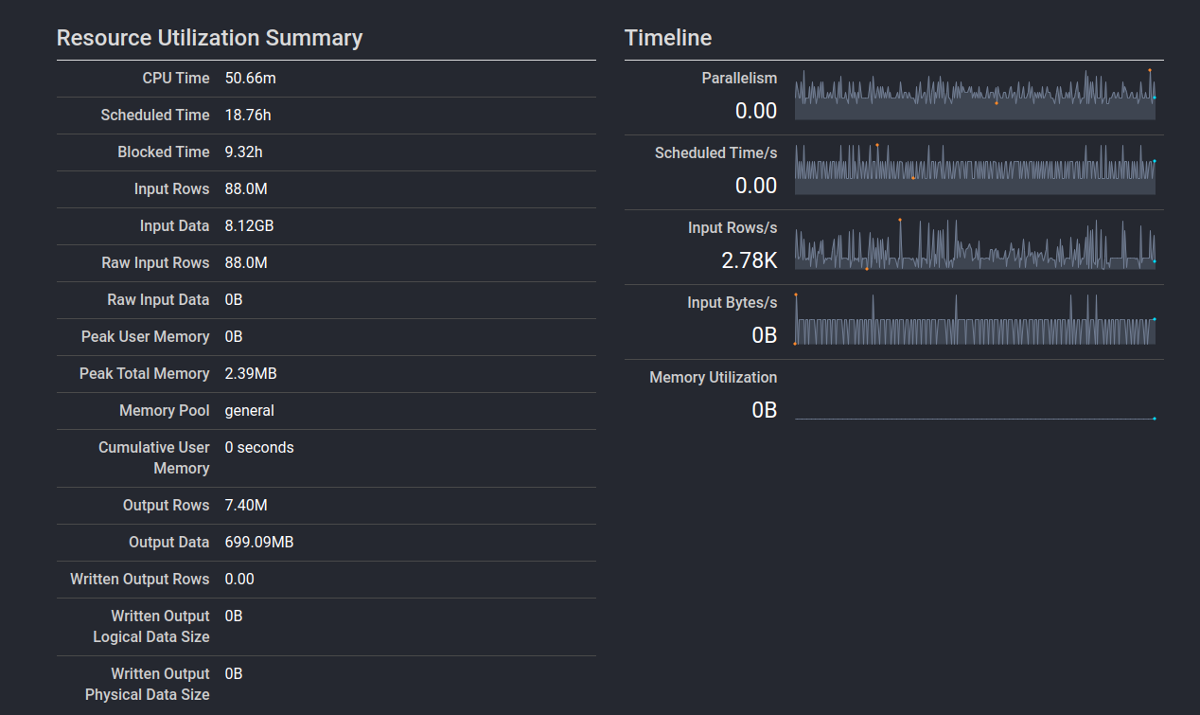 Resource Utilization Summary
CPU Time 50.66m
Scheduled Time 18.76h
Blocked Time 9.32h
Input Rows 88.0M
Input Data 8.12GB
Raw Input Rows 88.0M
Raw Input Data 0B
Peak User Memory 0B
Peak Total Memory 2.39MB
Memory Pool general
Cumulative User 0 seconds
Memory
Output Rows 7.40M
Output Data 699.09MB
Written Output Rows 0.00
Written Output 0B
Logical Data Size
Written Output 0B
Physical Data Size
Timeline
Parallelism
0.00
Scheduled Time/s
0.00
Input Rows/s
2.78K
Input Bytes/s
0B
Memory Utilization
0B